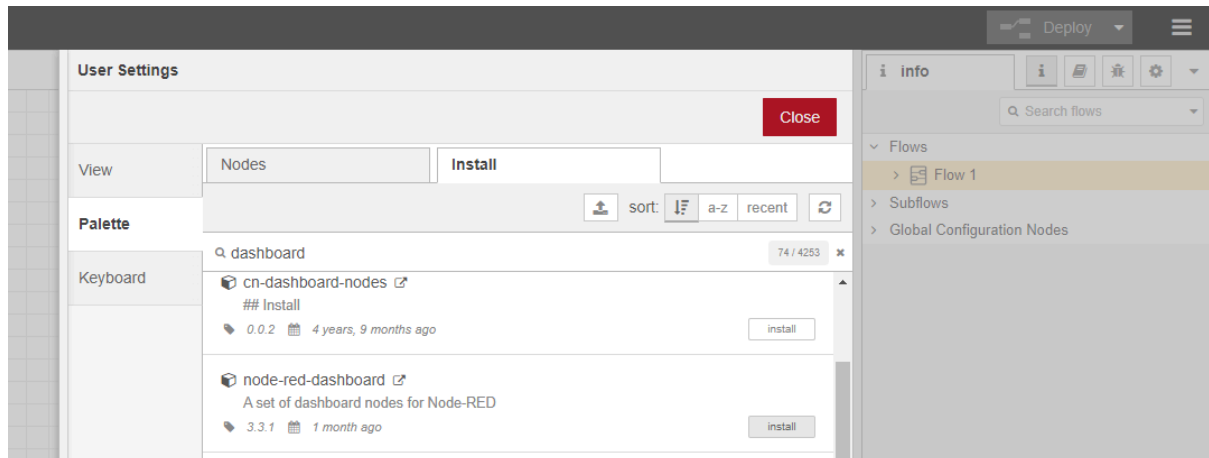 Deploy
User Settings
Close
View
Palette
Keyboard
Nodes
Install
sort: a-z recent
dashboard
74 / 4253
cn-dashboard-nodes
## Install
0.0.2 4 years, 9 months ago
install
node-red-dashboard
A set of dashboard nodes for Node-RED
3.3.1 1 month ago
install
info
Search flows
Flows
Flow 1
Subflows
Global Configuration Nodes